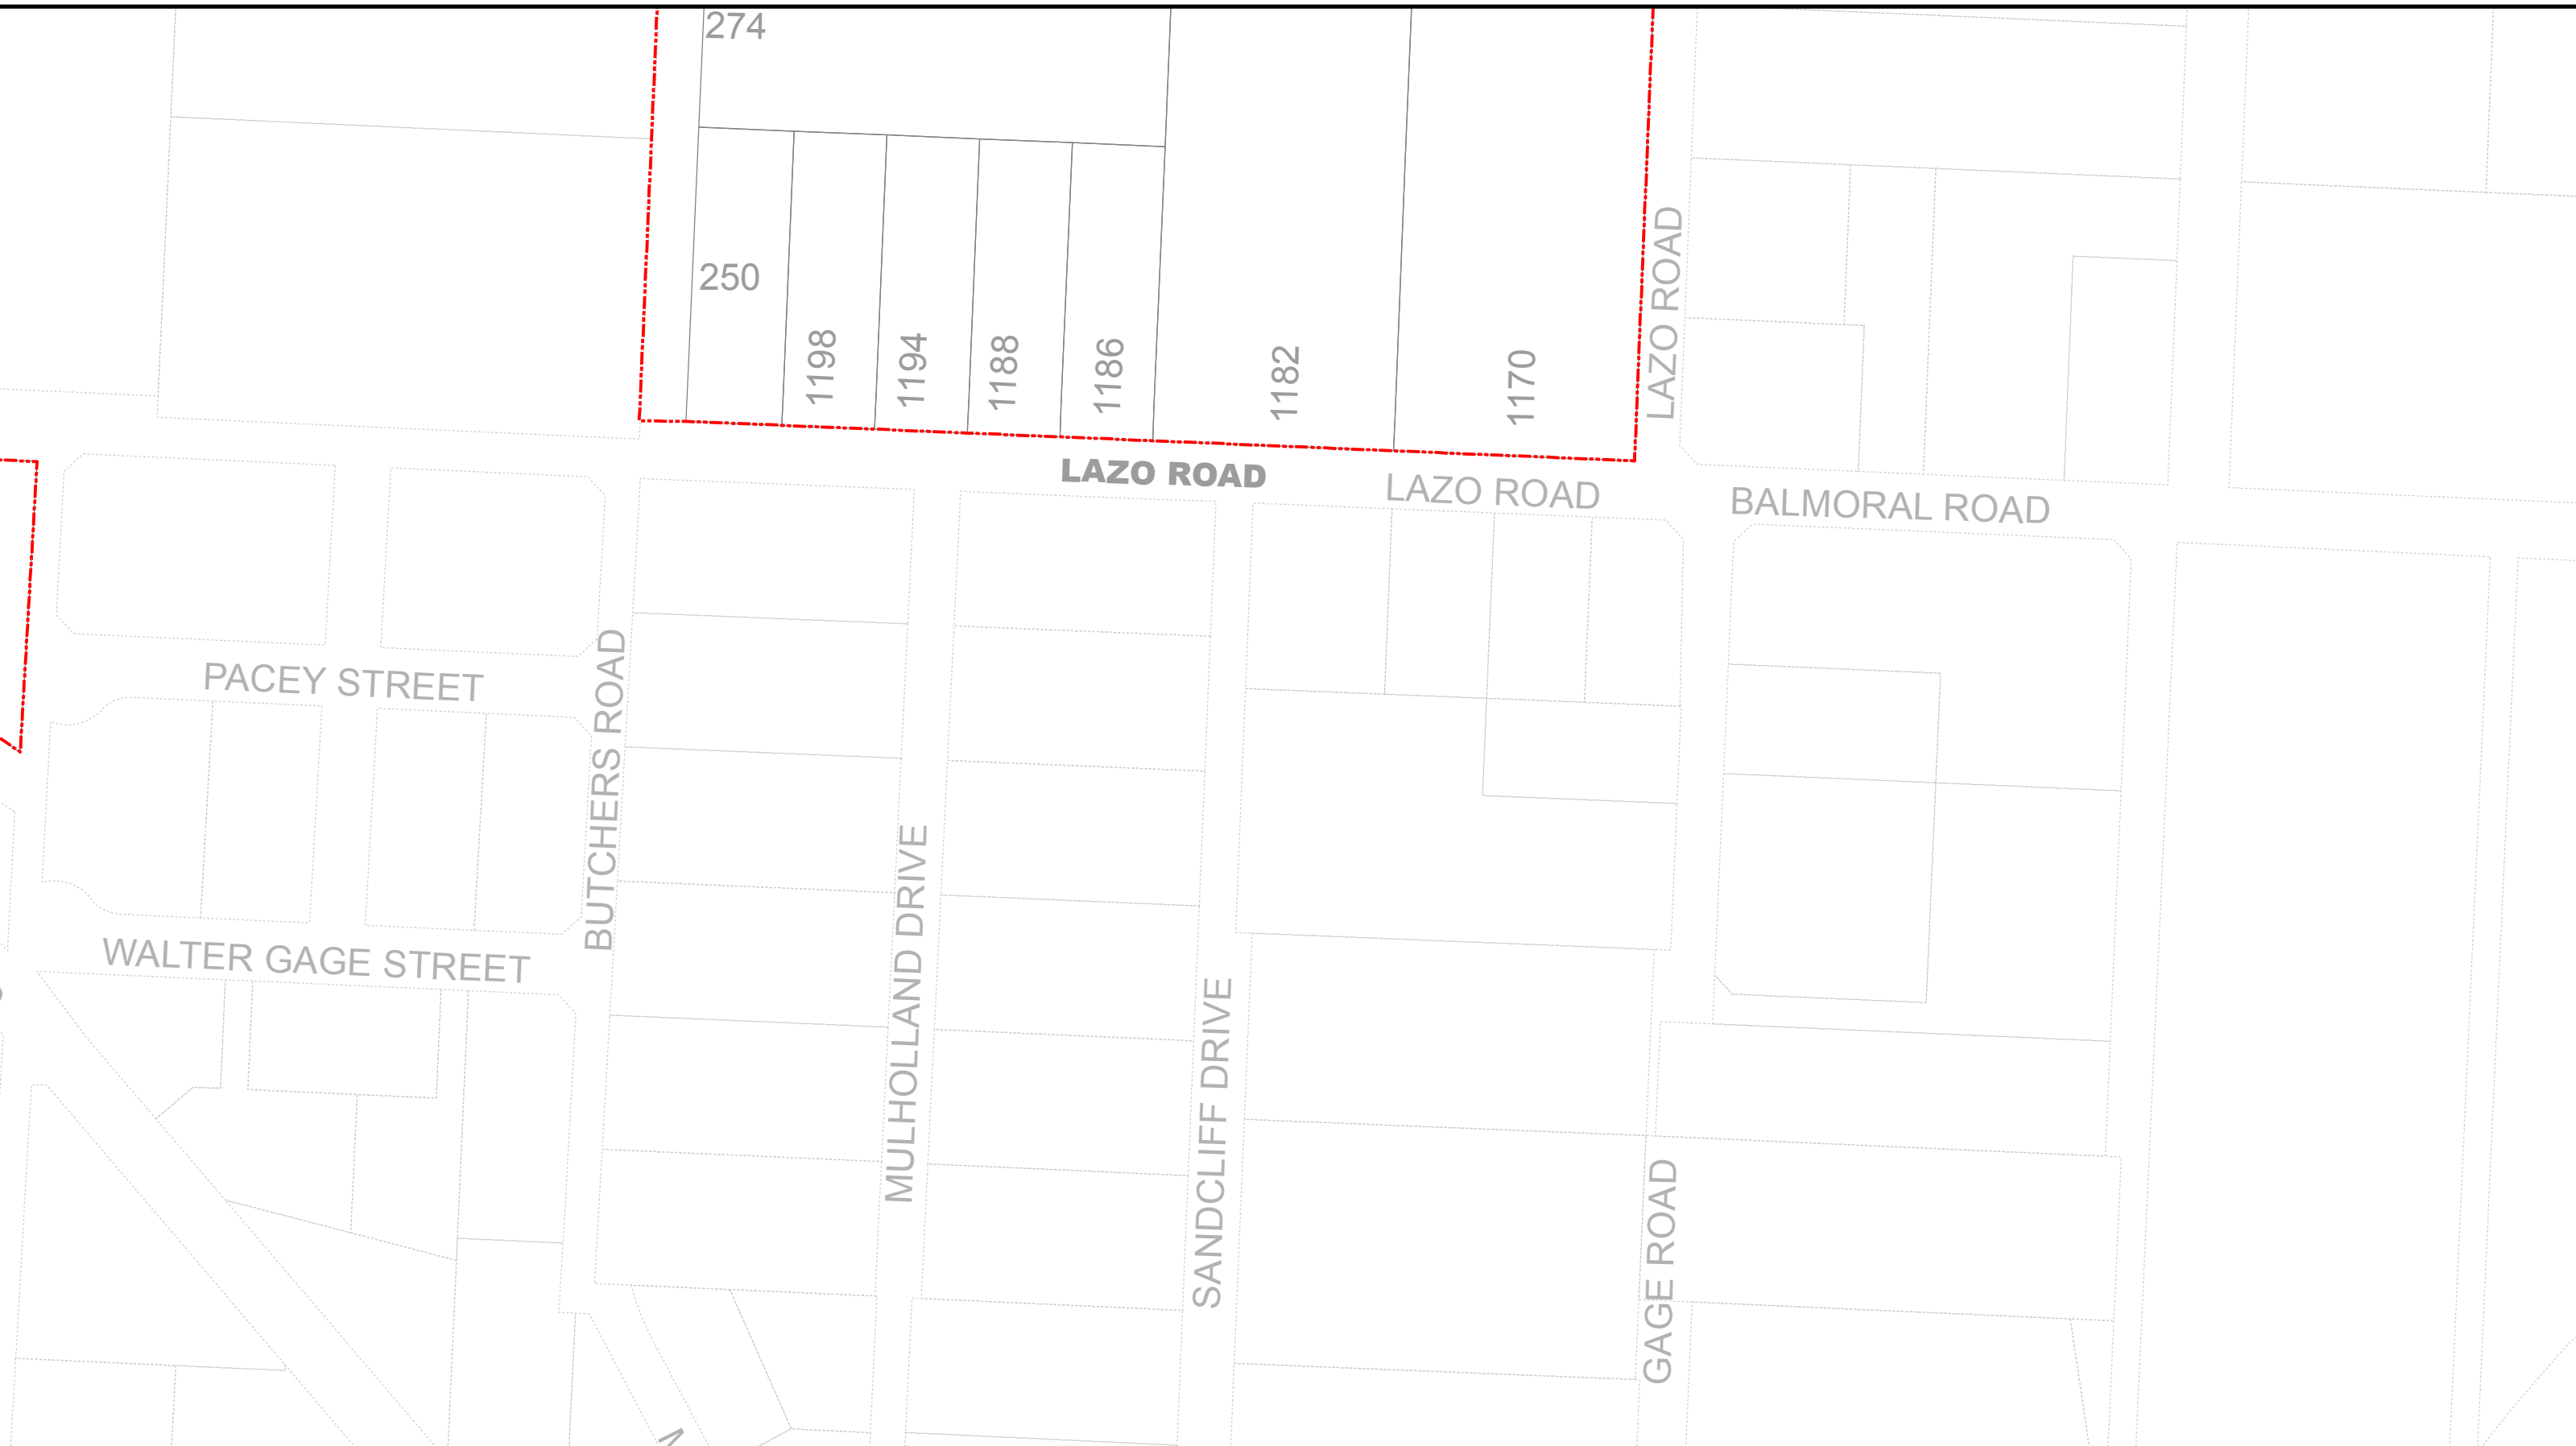 274
250
1198
1194
1188
1186
1182
1170
LAZO ROAD
LAZO ROAD
LAZO ROAD
BALMORAL ROAD
PACEY STREET
BUTCHERS ROAD
WALTER GAGE STREET
MULHOLLAND DRIVE
SANDCLIFF DRIVE
GAGE ROAD